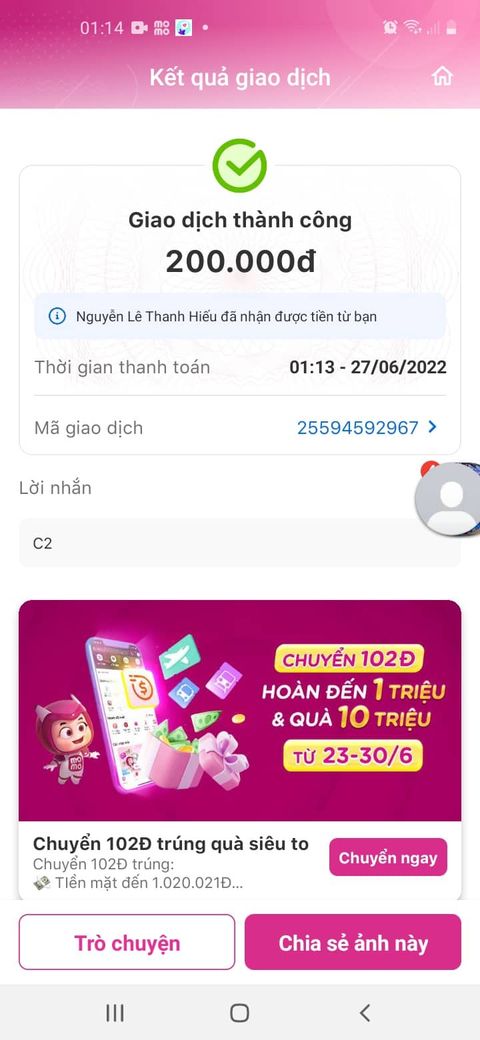 01:14
momo
Kết quả giao dịch
Giao dịch thành công
200.000đ
Nguyễn Lê Thanh Hiếu đã nhận được tiền từ bạn
Thời gian thanh toán 01:13 - 27/06/2022
Mã giao dịch 25594592967
Lời nhắn
C2
CHUYỂN 102Đ
HOÀN ĐẾN 1 TRIỆU
& QUÀ 10 TRIỆU
TỪ 23-30/6
momo
Chuyển 102Đ trúng quà siêu to
Chuyển 102Đ trúng:
TIền mặt đến 1.020.021Đ...
Chuyển ngay
Trò chuyện
Chia sẻ ảnh này